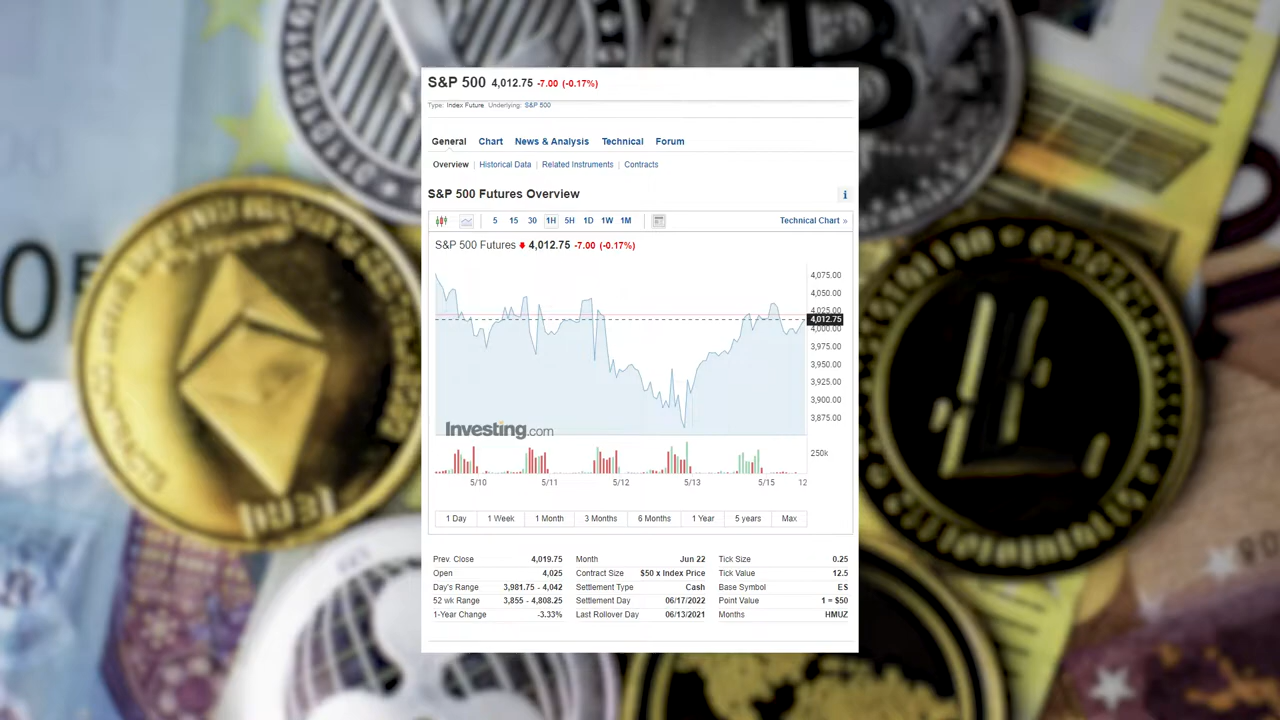 S&P 500 4,012.75 -7.00 (-0.17%)
Type: Index Future Underlying: S&P 500
General Chart News & Analysis Technical Forum
Overview | Historical Data | Related Instruments | Contracts
S&P 500 Futures Overview
i
5 15 30 1H 5H 1D 1W 1M Technical Chart »
S&P 500 Futures 4,012.75 -7.00 (-0.17%)
4,075.00
4,050.00
4,025.00
4,012.75
4,000.00
3,975.00
3,950.00
3,925.00
3,900.00
3,875.00
Investing.com
250k
5/10 5/11 5/12 5/13 5/15 12
1 Day 1 Week 1 Month 3 Months 6 Months 1 Year 5 years Max
Prev. Close 4,019.75 Month Jun 22 Tick Size 0.25
Open 4,025 Contract Size $50 x Index Price Tick Value 12.5
Day's Range 3,981.75 - 4,042 Settlement Type Cash Base Symbol ES
52 wk Range 3,855 - 4,808.25 Settlement Day 06/17/2022 Point Value 1 = $50
1-Year Change -3.33% Last Rollover Day 06/13/2021 Months HMUZ